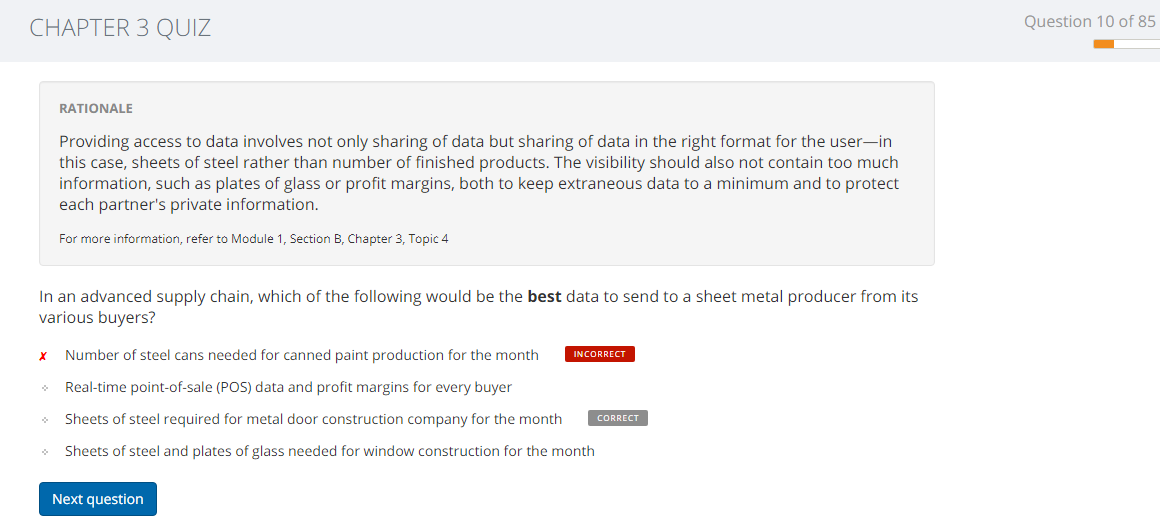 CHAPTER 3 QUIZ
Question 10 of 85
RATIONALE
Providing access to data involves not only sharing of data but sharing of data in the right format for the user—in
this case, sheets of steel rather than number of finished products. The visibility should also not contain too much
information, such as plates of glass or profit margins, both to keep extraneous data to a minimum and to protect
each partner's private information.
For more information, refer to Module 1, Section B, Chapter 3, Topic 4
In an advanced supply chain, which of the following would be the best data to send to a sheet metal producer from its
various buyers?
✗ Number of steel cans needed for canned paint production for the month INCORRECT
Real-time point-of-sale (POS) data and profit margins for every buyer
Sheets of steel required for metal door construction company for the month CORRECT
Sheets of steel and plates of glass needed for window construction for the month
Next question